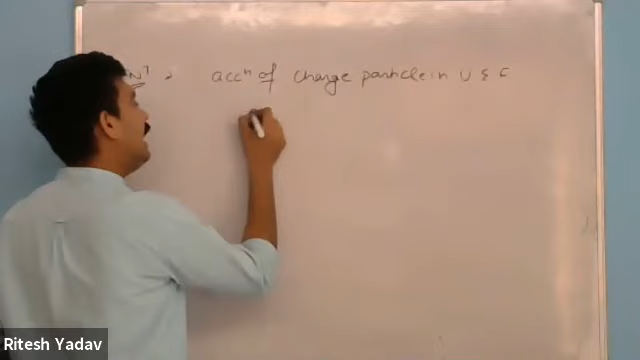 accⁿ of charge particle in U & E
Ritesh Yadav